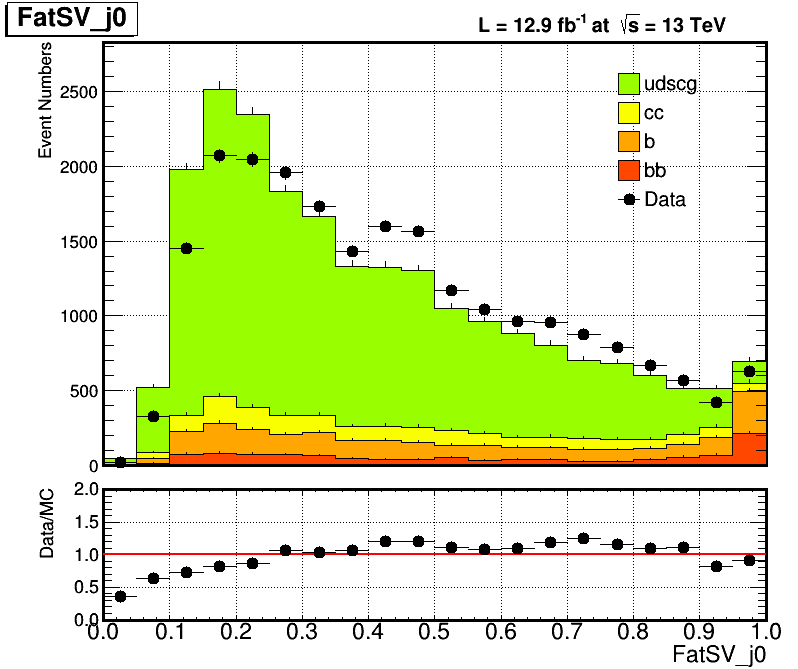 FatSV_j0
L = 12.9 fb⁻¹ at √s = 13 TeV
Event Numbers
2500
2000
1500
1000
500
0
udscg
cc
b
bb
Data
Data/MC
2.0
1.5
1.0
0.5
0.0
0.0 0.1 0.2 0.3 0.4 0.5 0.6 0.7 0.8 0.9 1.0
FatSV_j0